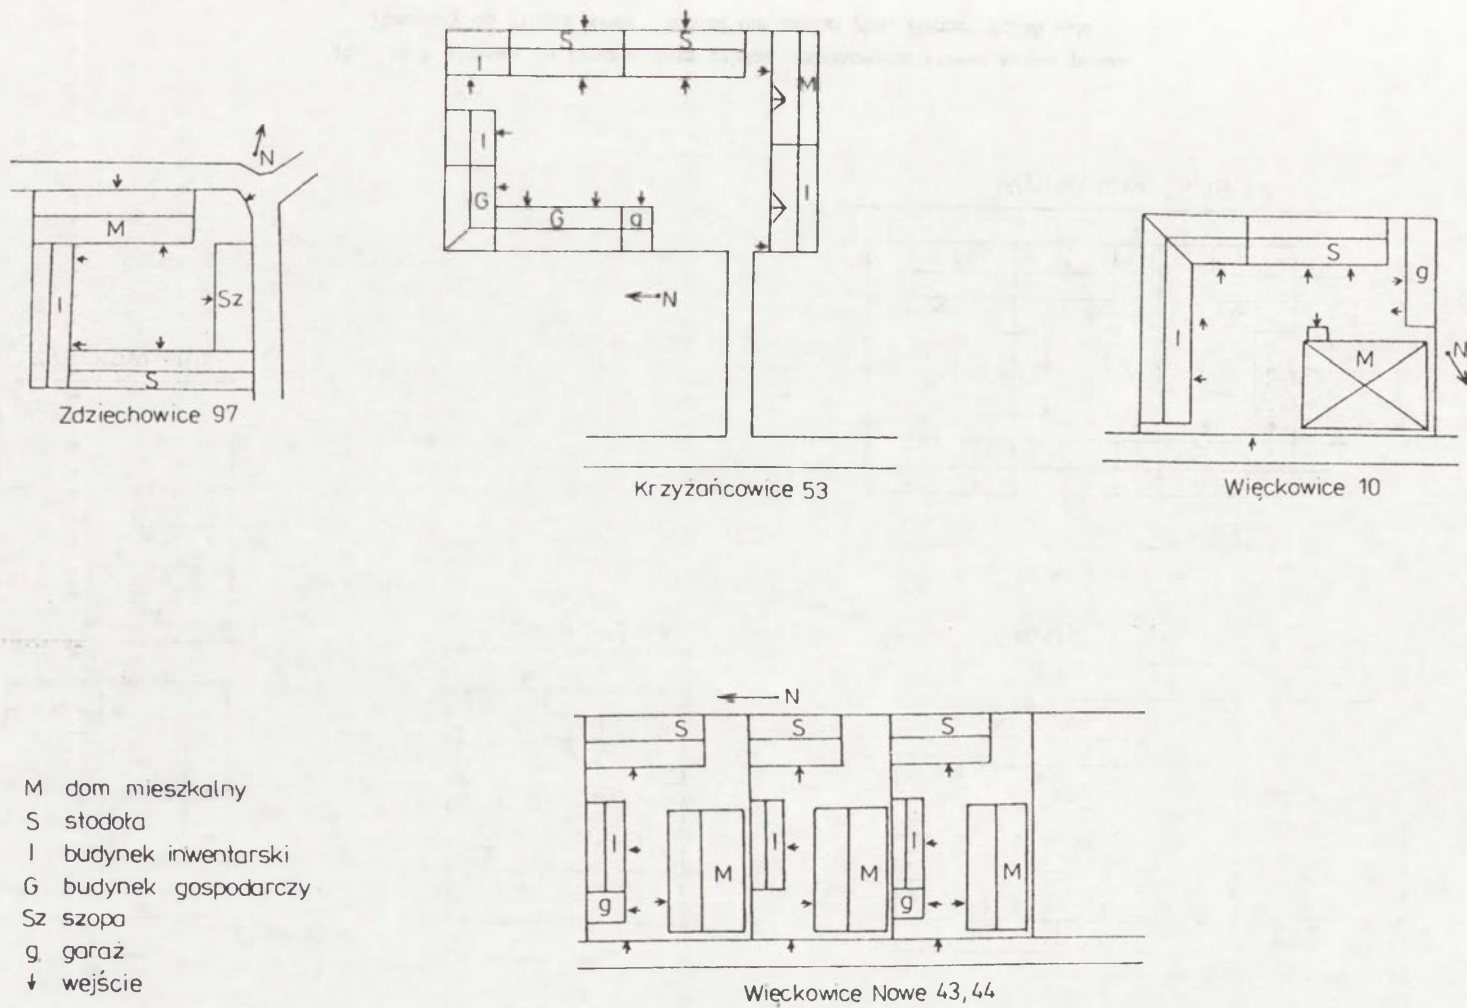 S S
I M
I
G G g I
N
Krzyżańcowice 53
N
M
I Sz
S
Zdziechowice 97
S g
I M N
Więckowice 10
N
S S S
I M I M I M
g g
Więckowice Nowe 43,44
M dom mieszkalny
S stodoła
I budynek inwentarski
G budynek gospodarczy
Sz szopa
g garaż
↓ wejście